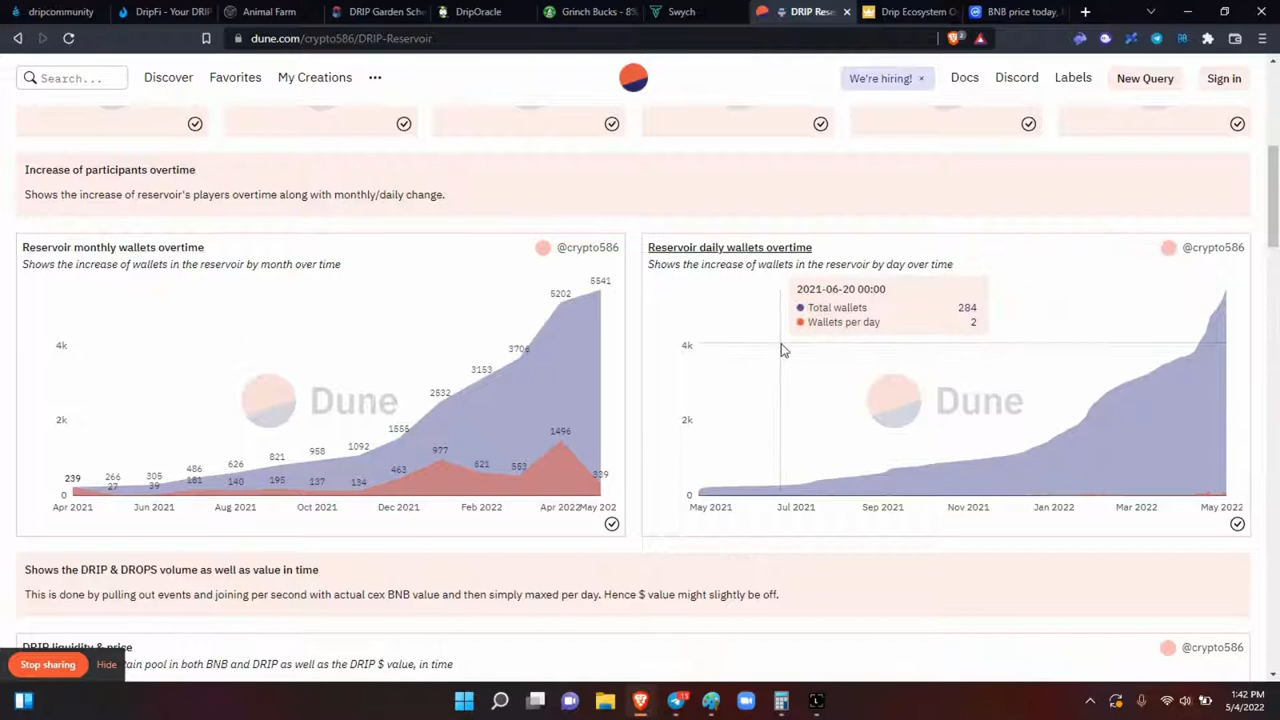 dripcommunity
DripFi - Your DRIP
Animal Farm
DRIP Garden Sch
DripOracle
Grinch Bucks - 8%
Swych
DRIP Rese
Drip Ecosystem C
BNB price today,
dune.com/crypto586/DRIP-Reservoir
Search...
Discover
Favorites
My Creations
We're hiring! ×
Docs
Discord
Labels
New Query
Sign in
Increase of participants overtime
Shows the increase of reservoir's players overtime along with monthly/daily change.
Reservoir monthly wallets overtime
@crypto586
Shows the increase of wallets in the reservoir by month over time
5541
5202
4k
3706
3153
2532
Dune
2k
1555
1496
1092
977
958
821
626
621
553
486
463
339
305
266
239
195
181
140
137
134
39
27
0
Apr 2021
Jun 2021
Aug 2021
Oct 2021
Dec 2021
Feb 2022
Apr 2022
May 202
Reservoir daily wallets overtime
@crypto586
Shows the increase of wallets in the reservoir by day over time
2021-06-20 00:00
Total wallets 284
Wallets per day 2
4k
Dune
2k
0
May 2021
Jul 2021
Sep 2021
Nov 2021
Jan 2022
Mar 2022
May 2022
Shows the DRIP & DROPS volume as well as value in time
This is done by pulling out events and joining per second with actual cex BNB value and then simply maxed per day. Hence $ value might slightly be off.
DRIP liquidity & price
@crypto586
tain pool in both BNB and DRIP as well as the DRIP $ value, in time
Stop sharing
Hide
1:42 PM
5/4/2022